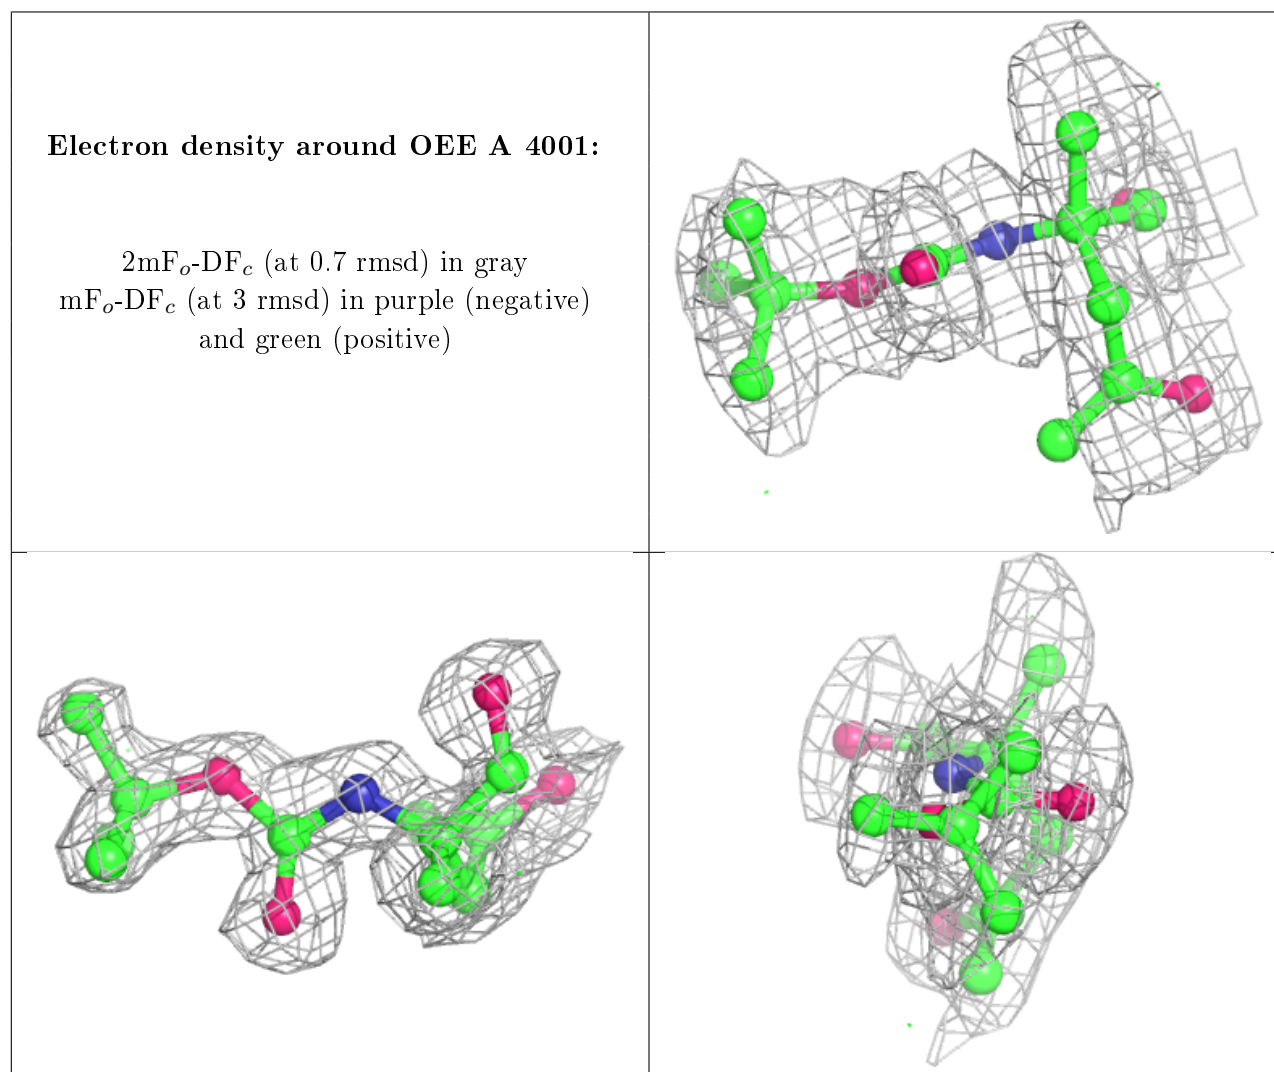 Electron density around OEE A 4001:
2mFo-DFc (at 0.7 rmsd) in gray
mFo-DFc (at 3 rmsd) in purple (negative)
and green (positive)